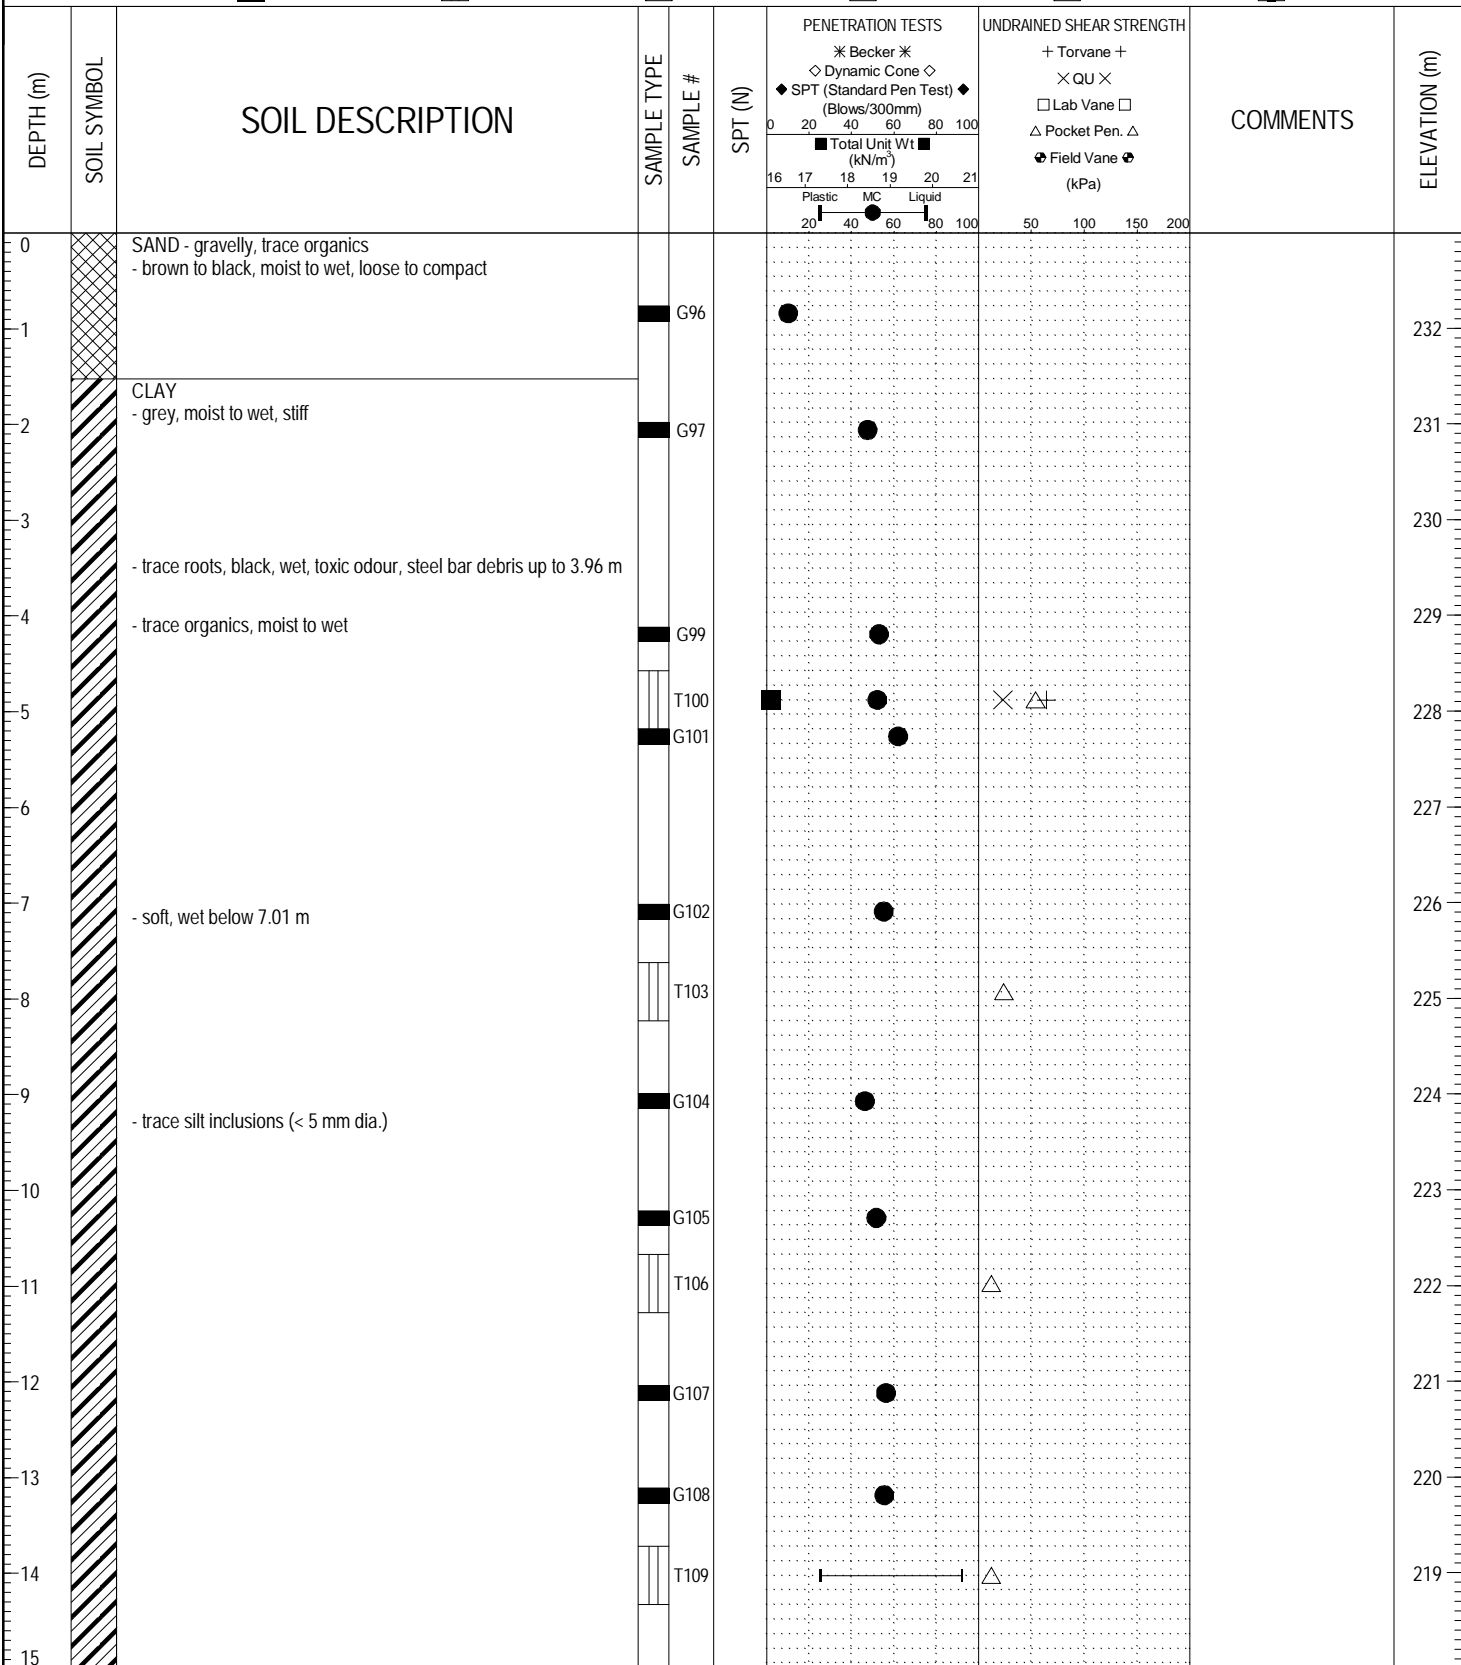 DEPTH (m)
SOIL SYMBOL
SOIL DESCRIPTION
SAMPLE TYPE
SAMPLE #
SPT (N)
PENETRATION TESTS
Becker
Dynamic Cone
SPT (Standard Pen Test)
(Blows/300mm)
0 20 40 60 80 100
Total Unit Wt
(kN/m³)
16 17 18 19 20 21
Plastic MC Liquid
20 40 60 80 100
UNDRAINED SHEAR STRENGTH
Torvane
QU
Lab Vane
Pocket Pen.
Field Vane
(kPa)
50 100 150 200
COMMENTS
ELEVATION (m)
0
SAND - gravelly, trace organics
- brown to black, moist to wet, loose to compact
G96
1
232
CLAY
- grey, moist to wet, stiff
2
G97
231
3
230
- trace roots, black, wet, toxic odour, steel bar debris up to 3.96 m
4
229
- trace organics, moist to wet
G99
T100
5
228
G101
6
227
7
226
- soft, wet below 7.01 m
G102
T103
8
225
9
224
G104
- trace silt inclusions (< 5 mm dia.)
10
223
G105
T106
11
222
12
221
G107
13
220
G108
14
T109
219
15